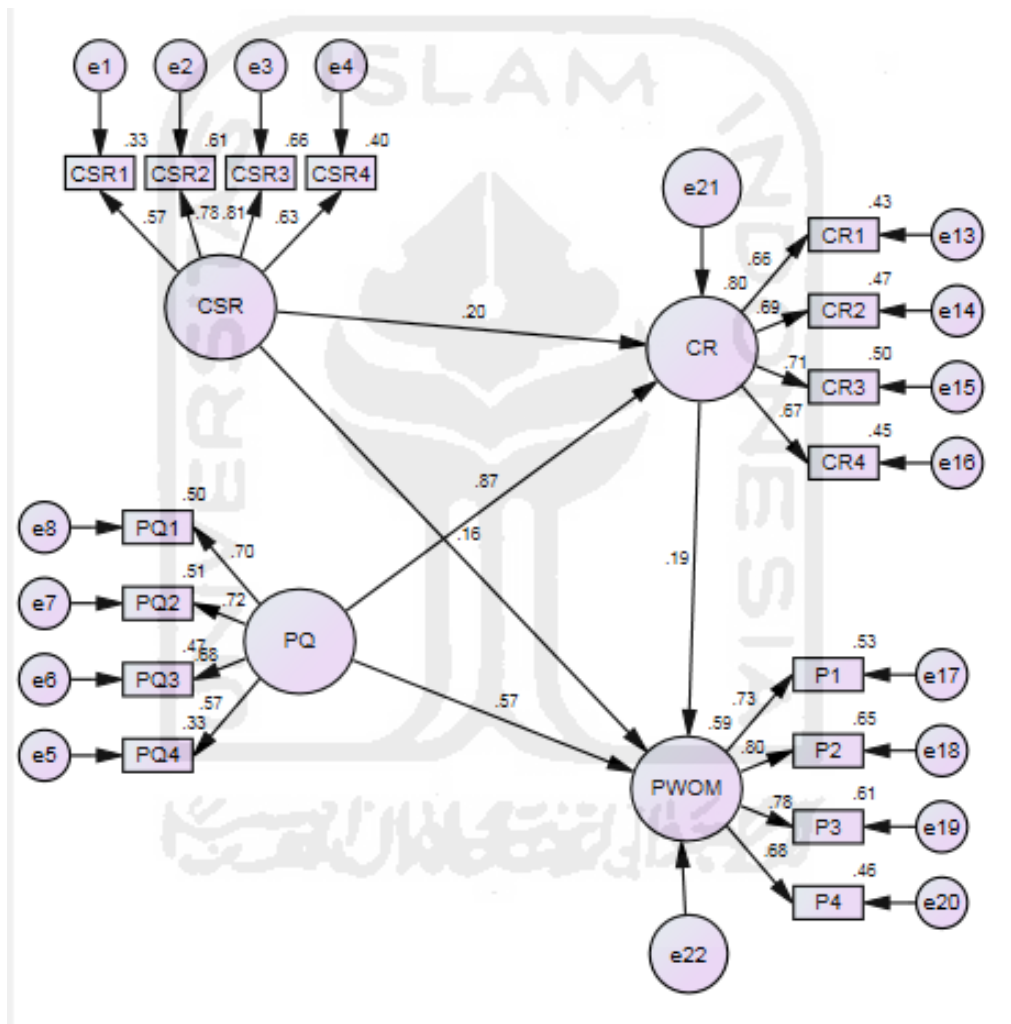 ISLAM
UNIVERSITAS
INDONESIA
e1 e2 e3 e4
.33 .61 .66 .40
CSR1 CSR2 CSR3 CSR4
.57 .78 .81 .63
CSR
e21
.43
CR1 e13
.66
.80
.47
CR2 e14
.69
.50
CR3 e15
.71
.45
CR4 e16
.67
CR
.20
.87
.16
.19
.50
e8 PQ1
.70
.51
e7 PQ2
.72
.47
.68
e6 PQ3
.57
.33
e5 PQ4
PQ
.57
.53
P1 e17
.73
.59
.65
P2 e18
.80
.61
P3 e19
.78
.46
P4 e20
.68
PWOM
e22